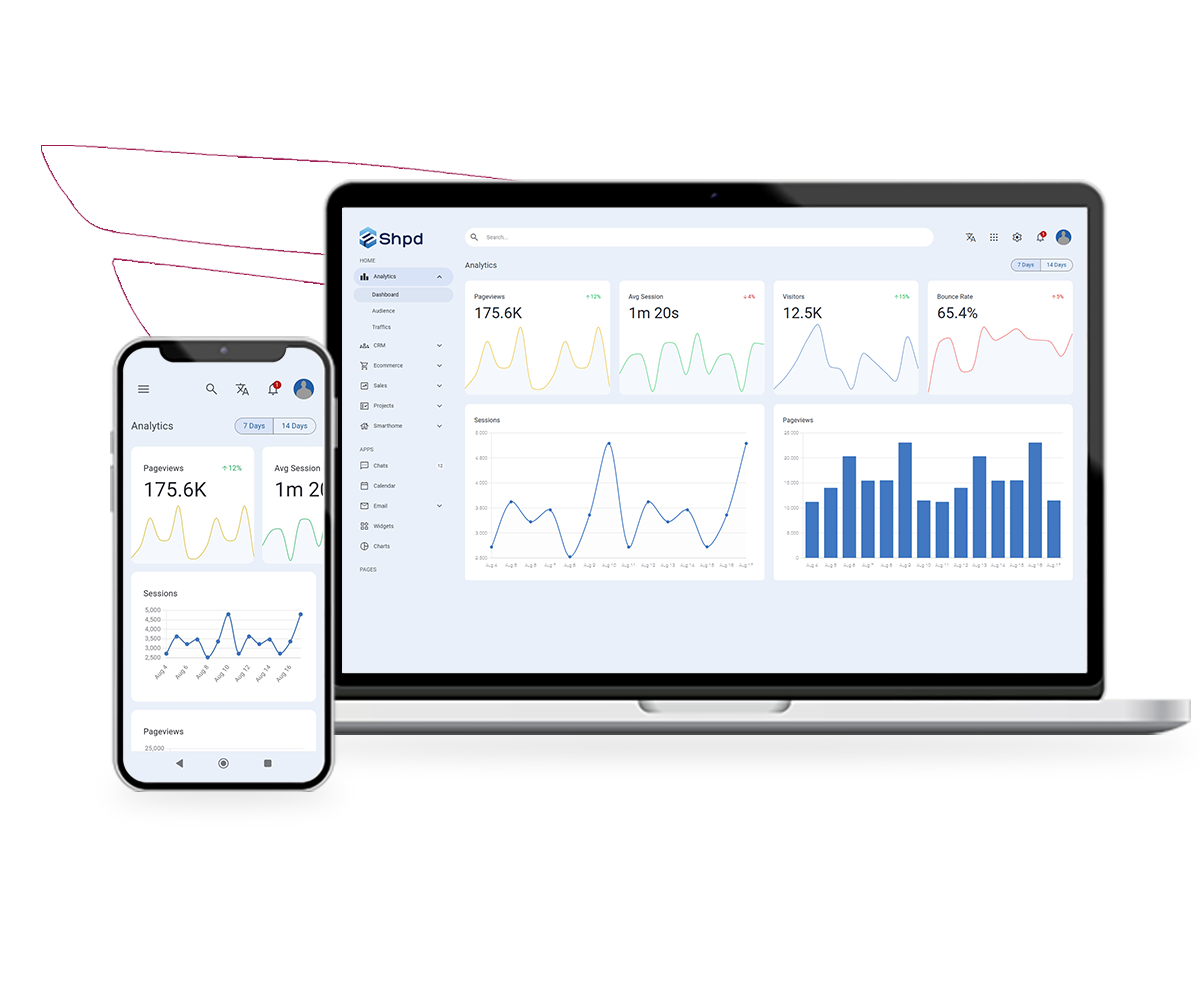 Shpd
Search...
HOME
Analytics
Dashboard
Audience
Traffics
CRM
Ecommerce
Sales
Projects
Smarthome
APPS
Chats 12
Calendar
Email
Widgets
Charts
PAGES
1
Analytics
7 Days 14 Days
Pageviews 12%
175.6K
Avg Session 4%
1m 20s
Visitors 15%
12.5K
Bounce Rate 5%
65.4%
Sessions
5 000
4 500
4 000
3 500
3 000
2 500
Aug 4 Aug 5 Aug 6 Aug 7 Aug 8 Aug 9 Aug 10 Aug 11 Aug 12 Aug 13 Aug 14 Aug 15 Aug 16 Aug 17
Pageviews
25 000
20 000
15 000
10 000
5 000
0
Aug 4 Aug 5 Aug 6 Aug 7 Aug 8 Aug 9 Aug 10 Aug 11 Aug 12 Aug 13 Aug 14 Aug 15 Aug 16 Aug 17
1
Analytics
7 Days 14 Days
Pageviews 12%
175.6K
Avg Session
1m 20
Sessions
5,000
4,500
4,000
3,500
3,000
2,500
Aug 4 Aug 6 Aug 8 Aug 10 Aug 12 Aug 14 Aug 16
Pageviews
25,000